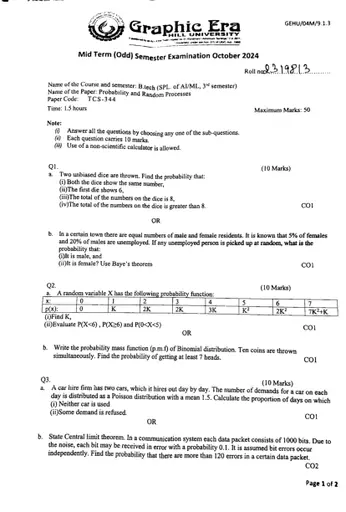 GEHU/04M/9.1.3
Graphic Era
HILL UNIVERSITY
Mid Term (Odd) Semester Examination October 2024
Roll no.
Name of the Course and semester: B.tech (SPL. of AI/ML, 3rd semester)
Name of the Paper: Probability and Random Processes
Paper Code: TCS-344
Time: 1.5 hours Maximum Marks: 50
Note:
(i) Answer all the questions by choosing any one of the sub-questions.
(ii) Each question carries 10 marks.
(iii) Use of a non-scientific calculator is allowed.
Q1. (10 Marks)
a. Two unbiased dice are thrown. Find the probability that:
(i) Both the dice show the same number,
(ii)The first die shows 6,
(iii)The total of the numbers on the dice is 8,
(iv)The total of the numbers on the dice is greater than 8. CO1
OR
b. In a certain town there are equal numbers of male and female residents. It is known that 5% of females
and 20% of males are unemployed. If any unemployed person is picked up at random, what is the
probability that:
(i)It is male, and
(ii)It is female? Use Baye's theorem CO1
Q2. (10 Marks)
a. A random variable X has the following probability function:
x: 0 1 2 3 4 5 6 7
p(x): 0 K 2K 2K 3K K² 2K² 7K²+K
(i)Find K,
(ii)Evaluate P(X<6) , P(X≥6) and P(0<X<5) CO1
OR
b. Write the probability mass function (p.m f) of Binomial distribution. Ten coins are thrown
simultaneously. Find the probability of getting at least 7 heads. CO1
Q3. (10 Marks)
a. A car hire firm has two cars, which it hires out day by day. The number of demands for a car on each
day is distributed as a Poisson distribution with a mean 1.5. Calculate the proportion of days on which
(i) Neither car is used
(ii)Some demand is refused. CO1
OR
b. State Central limit theorem. In a communication system each data packet consists of 1000 bits. Due to
the noise, each bit may be received in error with a probability 0.1. It is assumed bit errors occur
independently. Find the probability that there are more than 120 errors in a certain data packet.
CO2
Page 1 of 2